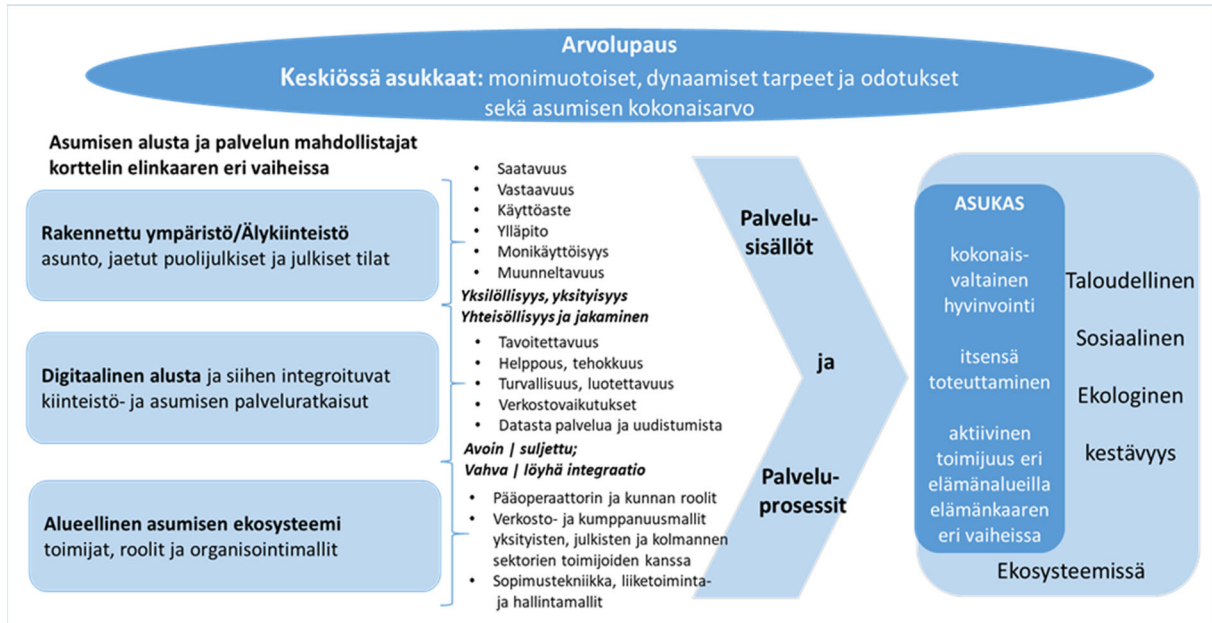 Arvolupaus
Keskiössä asukkaat: monimuotoiset, dynaamiset tarpeet ja odotukset
sekä asumisen kokonaisarvo
Asumisen alusta ja palvelun mahdollistajat
korttelin elinkaaren eri vaiheissa
Rakennettu ympäristö/Älykiinteistö
asunto, jaetut puolijulkiset ja julkiset tilat
Digitaalinen alusta ja siihen integroituvat
kiinteistö- ja asumisen palveluratkaisut
Alueellinen asumisen ekosysteemi
toimijat, roolit ja organisointimallit
• Saatavuus
• Vastaavuus
• Käyttöaste
• Ylläpito
• Monikäyttöisyys
• Muunneltavuus
Yksilöllisyys, yksityisyys
Yhteisöllisyys ja jakaminen
• Tavoitettavuus
• Helppous, tehokkuus
• Turvallisuus, luotettavuus
• Verkostovaikutukset
• Datasta palvelua ja uudistumista
Avoin | suljettu;
Vahva | löyhä integraatio
• Pääoperaattorin ja kunnan roolit
• Verkosto- ja kumppanuusmallit
yksityisten, julkisten ja kolmannen
sektorien toimijoiden kanssa
• Sopimustekniikka, liiketoiminta-
ja hallintamallit
Palvelu-
sisällöt
ja
Palvelu-
prosessit
ASUKAS
kokonais-
valtainen
hyvinvointi
itsensä
toteuttaminen
aktiivinen
toimijuus eri
elämänalueilla
elämänkaaren
eri vaiheissa
Taloudellinen
Sosiaalinen
Ekologinen
kestävyys
Ekosysteemissä